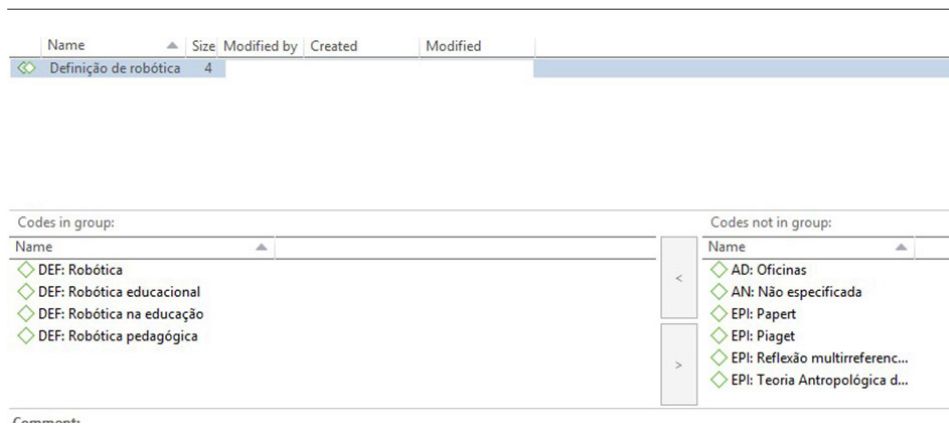 Name Size Modified by Created Modified
Definição de robótica 4
Codes in group:
Name
DEF: Robótica
DEF: Robótica educacional
DEF: Robótica na educação
DEF: Robótica pedagógica
<
>
Codes not in group:
Name
AD: Oficinas
AN: Não especificada
EPI: Papert
EPI: Piaget
EPI: Reflexão multirreferenc...
EPI: Teoria Antropológica d...
Comment: